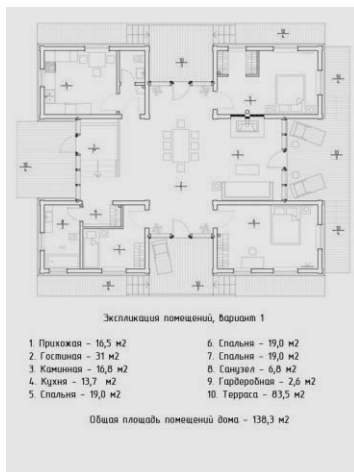 Экспликация помещений, вариант 1
1. Прихожая - 16,5 м2
2. Гостиная - 31 м2
3. Каминная - 16,8 м2
4. Кухня - 13,7 м2
5. Спальня - 19,0 м2
6. Спальня - 19,0 м2
7. Спальня - 19,0 м2
8. Санузел - 6,8 м2
9. Гардеробная - 2,6 м2
10. Терраса - 83,5 м2
Общая площадь помещений дома - 138,3 м2